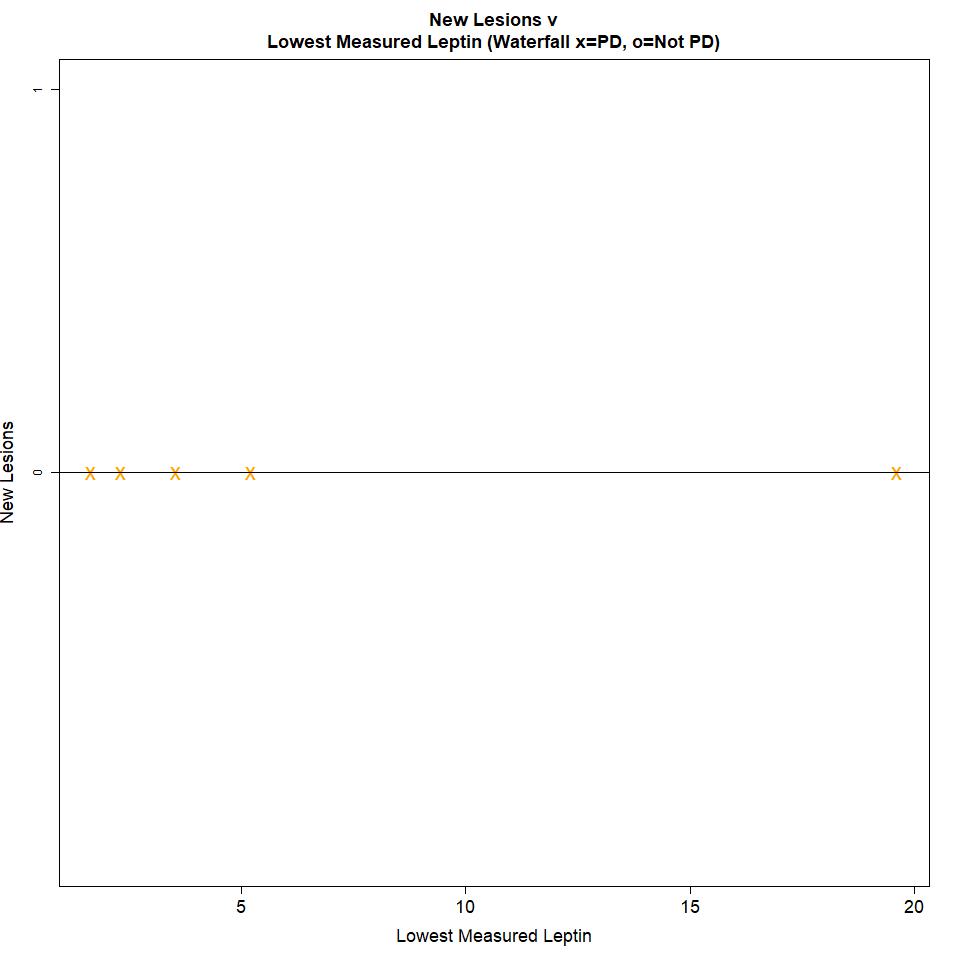 New Lesions v
Lowest Measured Leptin (Waterfall x=PD, o=Not PD)
1
0
New Lesions
x x x x x
5 10 15 20
Lowest Measured Leptin